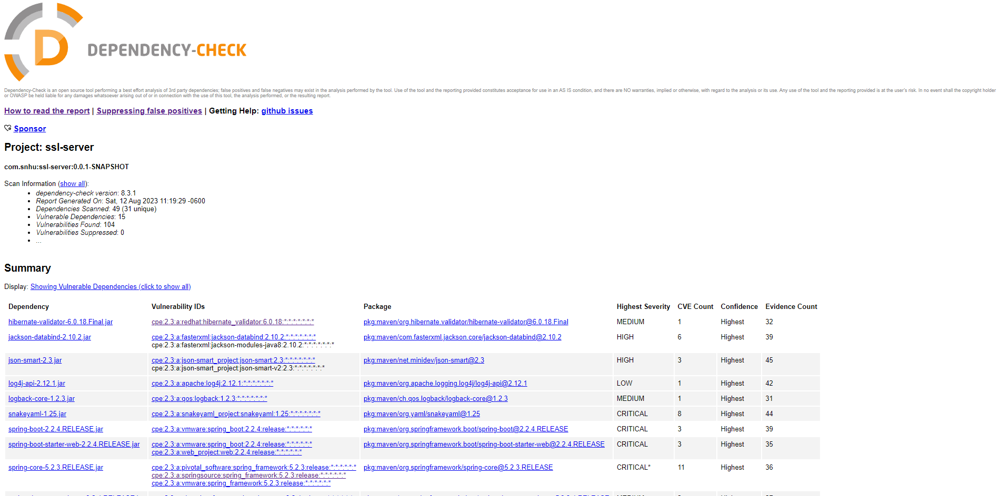 DEPENDENCY-CHECK
Dependency-Check is an open source tool performing a best effort analysis of 3rd party dependencies; false positives and false negatives may exist in the analysis performed by the tool. Use of the tool and the reporting provided constitutes acceptance for use in an AS IS condition, and there are NO warranties, implied or otherwise, with regard to the analysis or its use. Any use of the tool and the reporting provided is at the user's risk. In no event shall the copyright holder
or OWASP be held liable for any damages whatsoever arising out of or in connection with the use of this tool, the analysis performed, or the resulting report.
How to read the report | Suppressing false positives | Getting Help: github issues
Sponsor
Project: ssl-server
com.snhu:ssl-server:0.0.1-SNAPSHOT
Scan Information (show all):
• dependency-check version: 8.3.1
• Report Generated On: Sat, 12 Aug 2023 11:19:29 -0600
• Dependencies Scanned: 49 (31 unique)
• Vulnerable Dependencies: 15
• Vulnerabilities Found: 104
• Vulnerabilities Suppressed: 0
• ...
Summary
Display: Showing Vulnerable Dependencies (click to show all)
Dependency Vulnerability IDs Package Highest Severity CVE Count Confidence Evidence Count
hibernate-validator-6.0.18.Final.jar cpe:2.3:a:redhat:hibernate_validator:6.0.18:*:*:*:*:*:*:* pkg:maven/org.hibernate.validator/hibernate-validator@6.0.18.Final MEDIUM 1 Highest 32
jackson-databind-2.10.2.jar cpe:2.3:a:fasterxml:jackson-databind:2.10.2:*:*:*:*:*:*:* pkg:maven/com.fasterxml.jackson.core/jackson-databind@2.10.2 HIGH 6 Highest 39
cpe:2.3:a:fasterxml:jackson-modules-java8:2.10.2:*:*:*:*:*:*:*
json-smart-2.3.jar cpe:2.3:a:json-smart_project:json-smart:2.3:*:*:*:*:*:*:* pkg:maven/net.minidev/json-smart@2.3 HIGH 3 Highest 45
cpe:2.3:a:json-smart_project:json-smart-v2:2.3:*:*:*:*:*:*:*
log4j-api-2.12.1.jar cpe:2.3:a:apache:log4j:2.12.1:*:*:*:*:*:*:* pkg:maven/org.apache.logging.log4j/log4j-api@2.12.1 LOW 1 Highest 42
logback-core-1.2.3.jar cpe:2.3:a:qos:logback:1.2.3:*:*:*:*:*:*:* pkg:maven/ch.qos.logback/logback-core@1.2.3 MEDIUM 1 Highest 31
snakeyaml-1.25.jar cpe:2.3:a:snakeyaml_project:snakeyaml:1.25:*:*:*:*:*:*:* pkg:maven/org.yaml/snakeyaml@1.25 CRITICAL 8 Highest 44
spring-boot-2.2.4.RELEASE.jar cpe:2.3:a:vmware:spring_boot:2.2.4:release:*:*:*:*:*:* pkg:maven/org.springframework.boot/spring-boot@2.2.4.RELEASE CRITICAL 3 Highest 39
spring-boot-starter-web-2.2.4.RELEASE.jar cpe:2.3:a:vmware:spring_boot:2.2.4:release:*:*:*:*:*:* pkg:maven/org.springframework.boot/spring-boot-starter-web@2.2.4.RELEASE CRITICAL 3 Highest 35
cpe:2.3:a:web_project:web:2.2.4:release:*:*:*:*:*:*
spring-core-5.2.3.RELEASE.jar cpe:2.3:a:pivotal_software:spring_framework:5.2.3:release:*:*:*:*:*:* pkg:maven/org.springframework/spring-core@5.2.3.RELEASE CRITICAL* 11 Highest 36
cpe:2.3:a:springsource:spring_framework:5.2.3:release:*:*:*:*:*:*
cpe:2.3:a:vmware:spring_framework:5.2.3:release:*:*:*:*:*:*